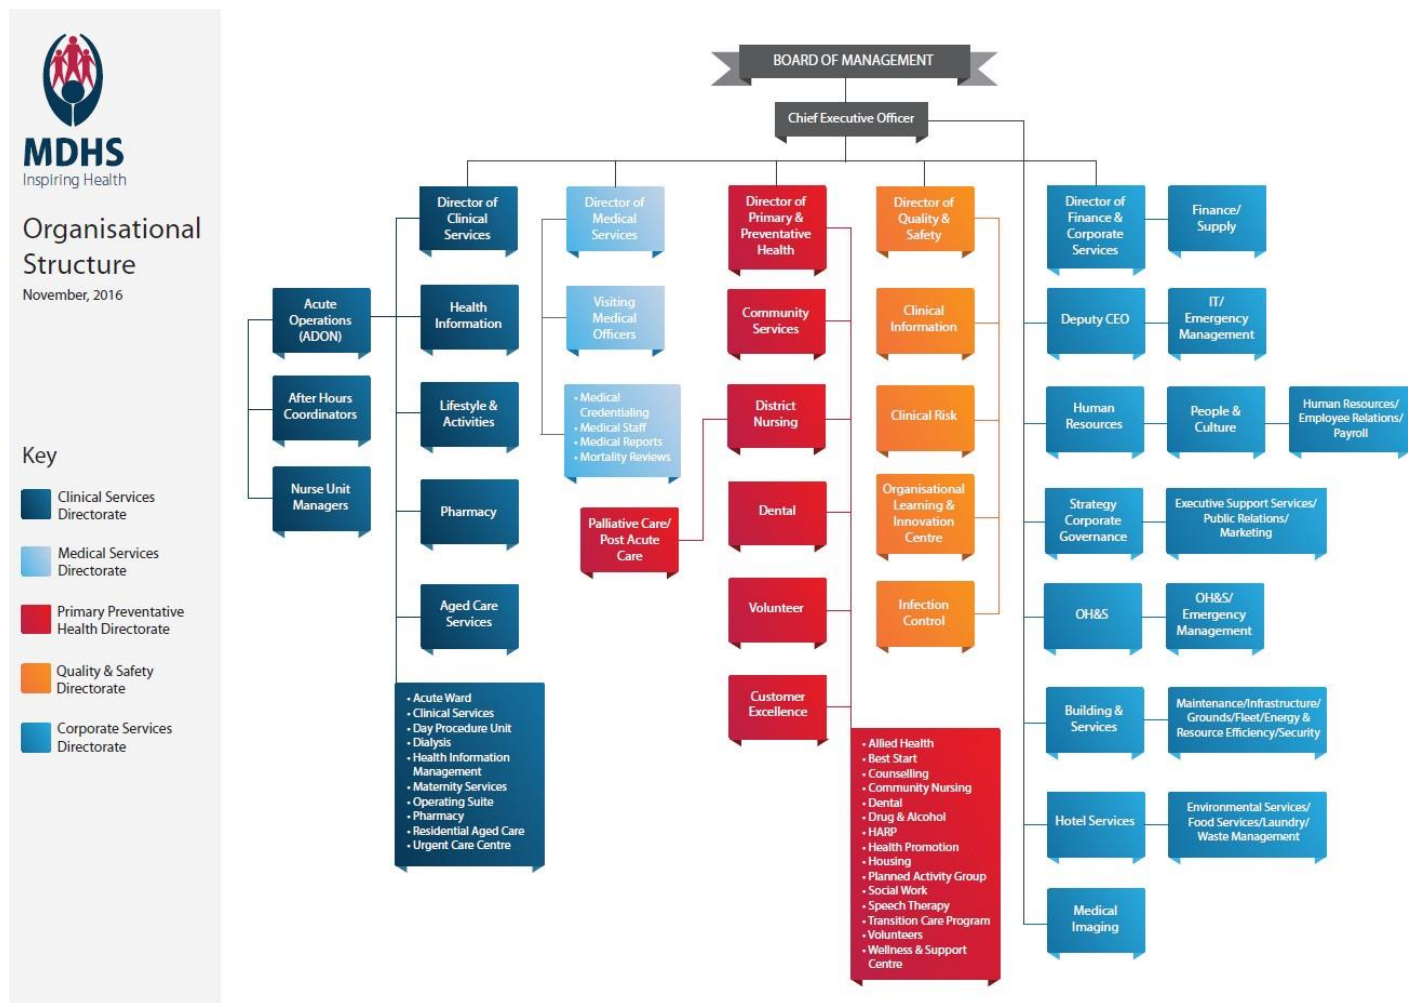 MDHS
Inspiring Health
Organisational
Structure
November, 2016
Key
Clinical Services
Directorate
Medical Services
Directorate
Primary Preventative
Health Directorate
Quality & Safety
Directorate
Corporate Services
Directorate
BOARD OF MANAGEMENT
Chief Executive Officer
Director of
Clinical
Services
Acute
Operations
(ADON)
After Hours
Coordinators
Nurse Unit
Managers
Health
Information
Lifestyle &
Activities
Pharmacy
Aged Care
Services
• Acute Ward
• Clinical Services
• Day Procedure Unit
• Dialysis
• Health Information
Management
• Maternity Services
• Operating Suite
• Pharmacy
• Residential Aged Care
• Urgent Care Centre
Director of
Medical
Services
Visiting
Medical
Officers
• Medical
Credentialing
• Medical Staff
• Medical Reports
• Mortality Reviews
Director of
Primary &
Preventative
Health
Community
Services
District
Nursing
Palliative Care/
Post Acute
Care
Dental
Volunteer
Customer
Excellence
• Allied Health
• Best Start
• Counselling
• Community Nursing
• Dental
• Drug & Alcohol
• HARP
• Health Promotion
• Housing
• Planned Activity Group
• Social Work
• Speech Therapy
• Transition Care Program
• Volunteers
• Wellness & Support
Centre
Director of
Quality &
Safety
Clinical
Information
Clinical Risk
Organisational
Learning &
Innovation
Centre
Infection
Control
Director of
Finance &
Corporate
Services
Finance/
Supply
Deputy CEO
IT/
Emergency
Management
Human
Resources
People &
Culture
Human Resources/
Employee Relations/
Payroll
Strategy
Corporate
Governance
Executive Support Services/
Public Relations/
Marketing
OH&S
OH&S/
Emergency
Management
Building &
Services
Maintenance/Infrastructure/
Grounds/Fleet/Energy &
Resource Efficiency/Security
Hotel Services
Environmental Services/
Food Services/Laundry/
Waste Management
Medical
Imaging